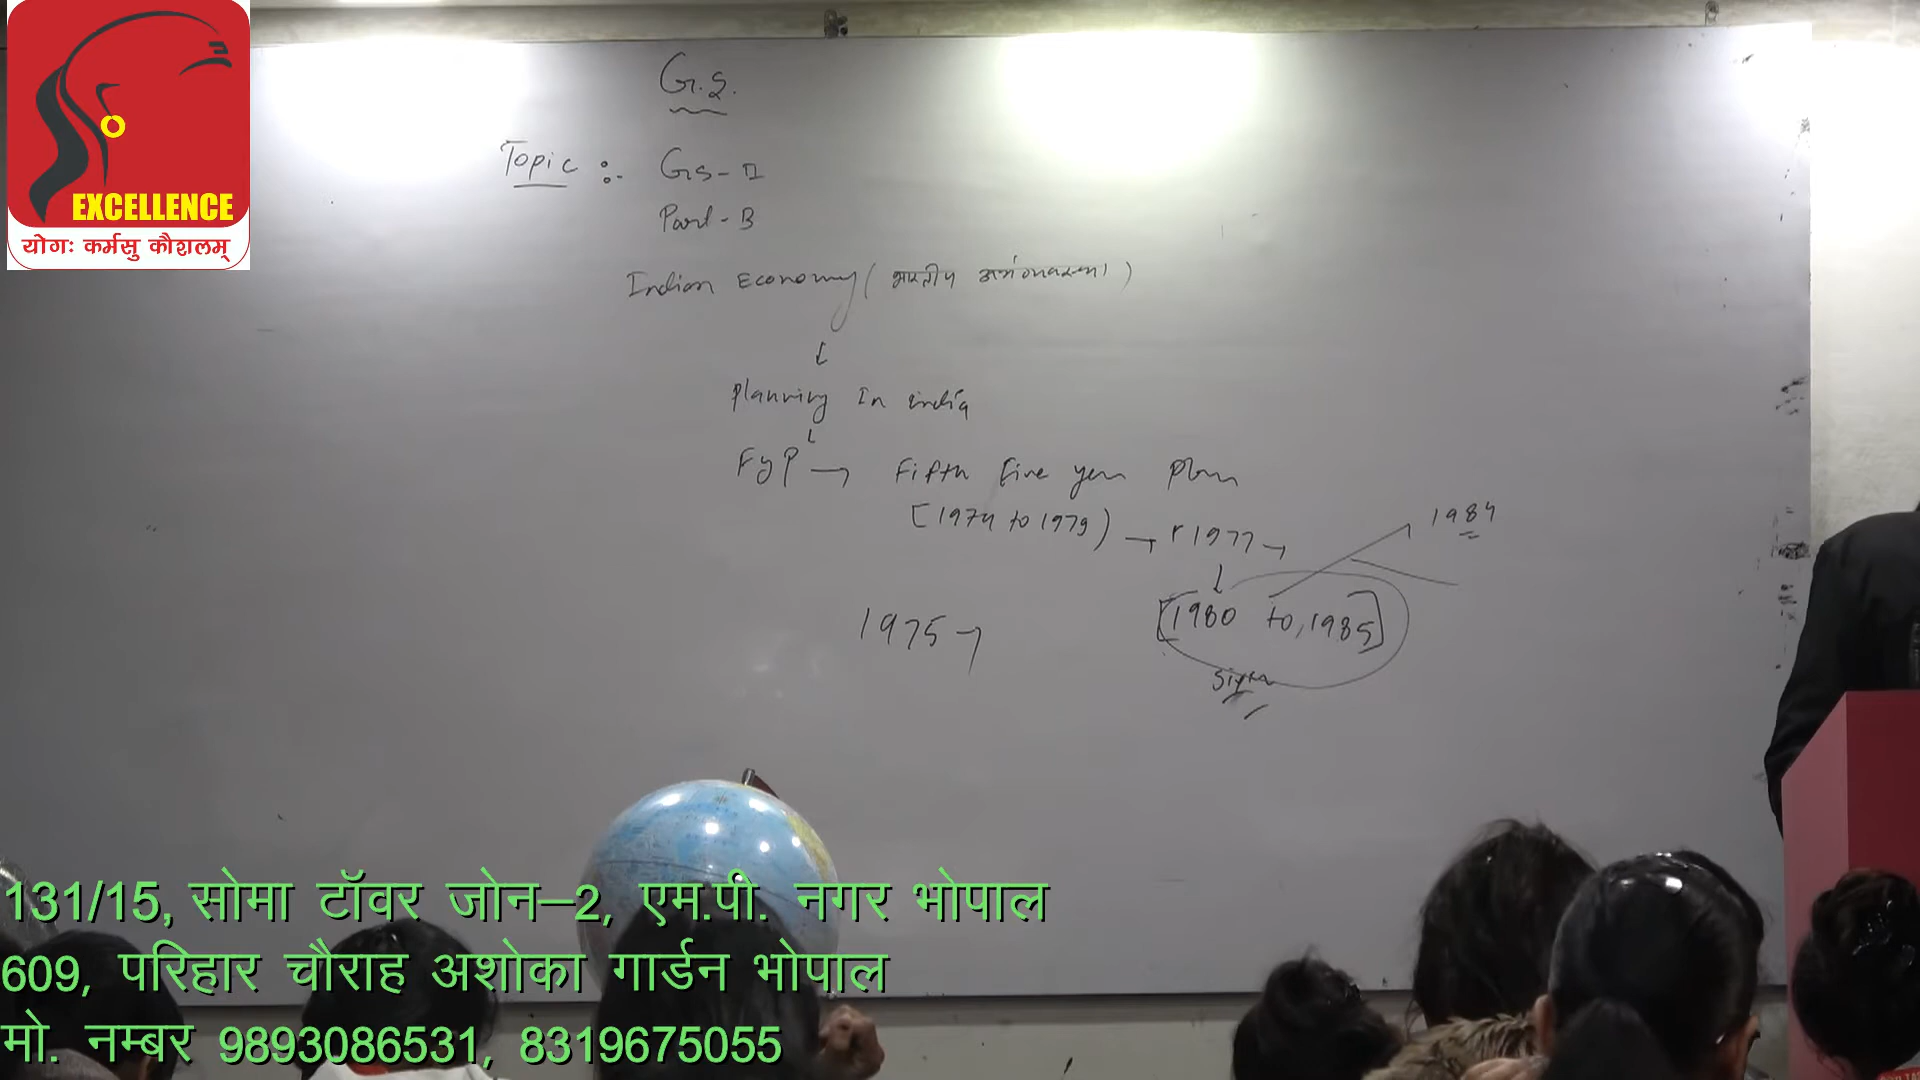 EXCELLENCE
योगः कर्मसु कौशलम्
G.S.
Topic :- GS-II
Part-B
Indian Economy (भारतीय अर्थव्यवस्था)
↓
Planning In india
↓
FyP → Fifth Five year Plan
[1974 to 1979) → r 1977 →
1984
↓
1975 →
[1980 to, 1985]
Sixth
131/15, सोमा टॉवर जोन–2, एम.पी. नगर भोपाल
609, परिहार चौराह अशोका गार्डन भोपाल
मो. नम्बर 9893086531, 8319675055